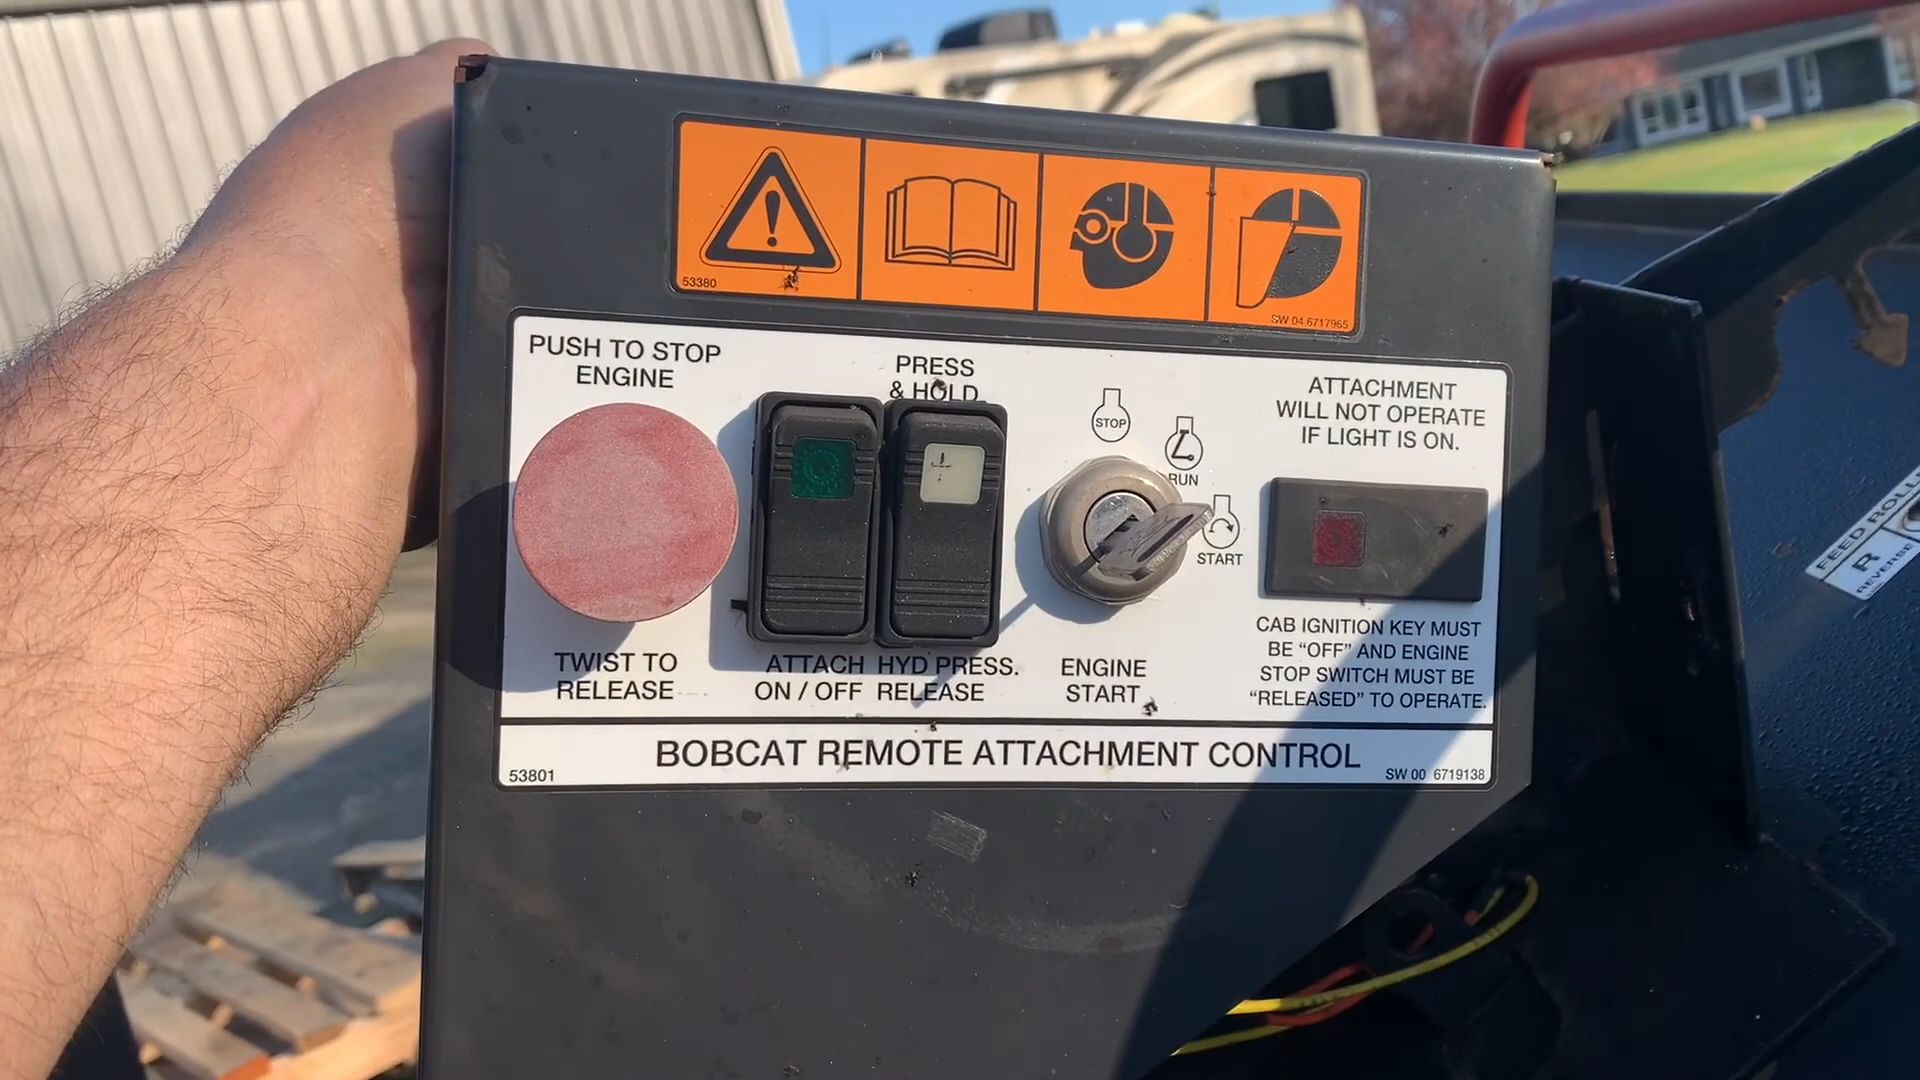 53380
SW 04 6717965
PUSH TO STOP
ENGINE
TWIST TO
RELEASE
ATTACH
ON / OFF
PRESS
& HOLD
HYD PRESS.
RELEASE
STOP
RUN
START
ENGINE
START
ATTACHMENT
WILL NOT OPERATE
IF LIGHT IS ON.
CAB IGNITION KEY MUST
BE “OFF” AND ENGINE
STOP SWITCH MUST BE
“RELEASED” TO OPERATE.
BOBCAT REMOTE ATTACHMENT CONTROL
53801
SW 00 6719138
FEED
R
REVERSE